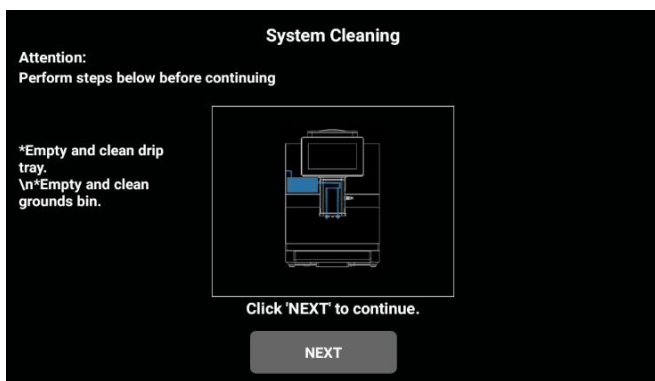 System Cleaning
Attention:
Perform steps below before continuing
*Empty and clean drip
tray.
\n*Empty and clean
grounds bin.
Click 'NEXT' to continue.
NEXT